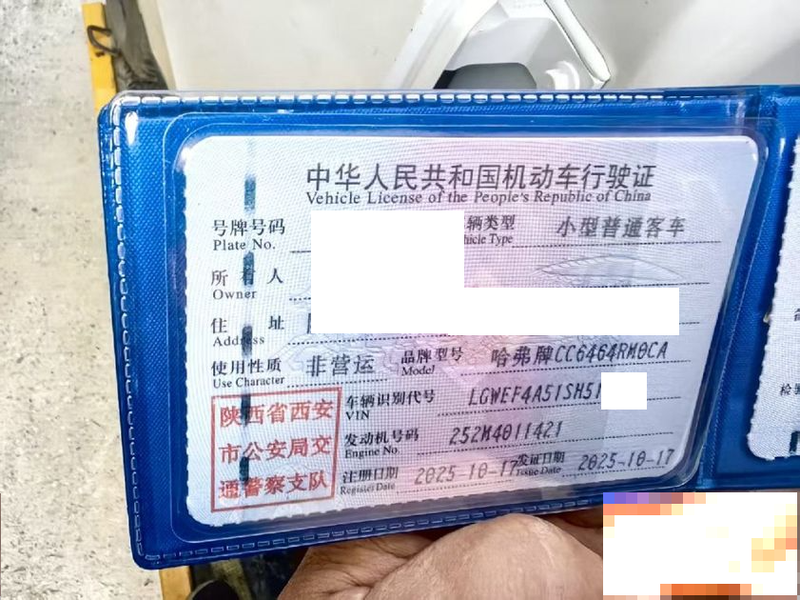 中华人民共和国机动车行驶证
Vehicle License of the People's Republic of China
号牌号码 辆类型 小型普通客车
Plate No. hicle Type
所有人
Owner
住址
Address
使用性质 非营运 品牌型号 哈弗牌CC6464RM0CA
Use Character Model
车辆识别代号 LGWEF4A51SH51
VIN
发动机号码 252M4011421
Engine No.
注册日期 2025-10-17 发证日期 2025-10-17
Register Date Issue Date
陕西省西安
市公安局交
通警察支队
检验